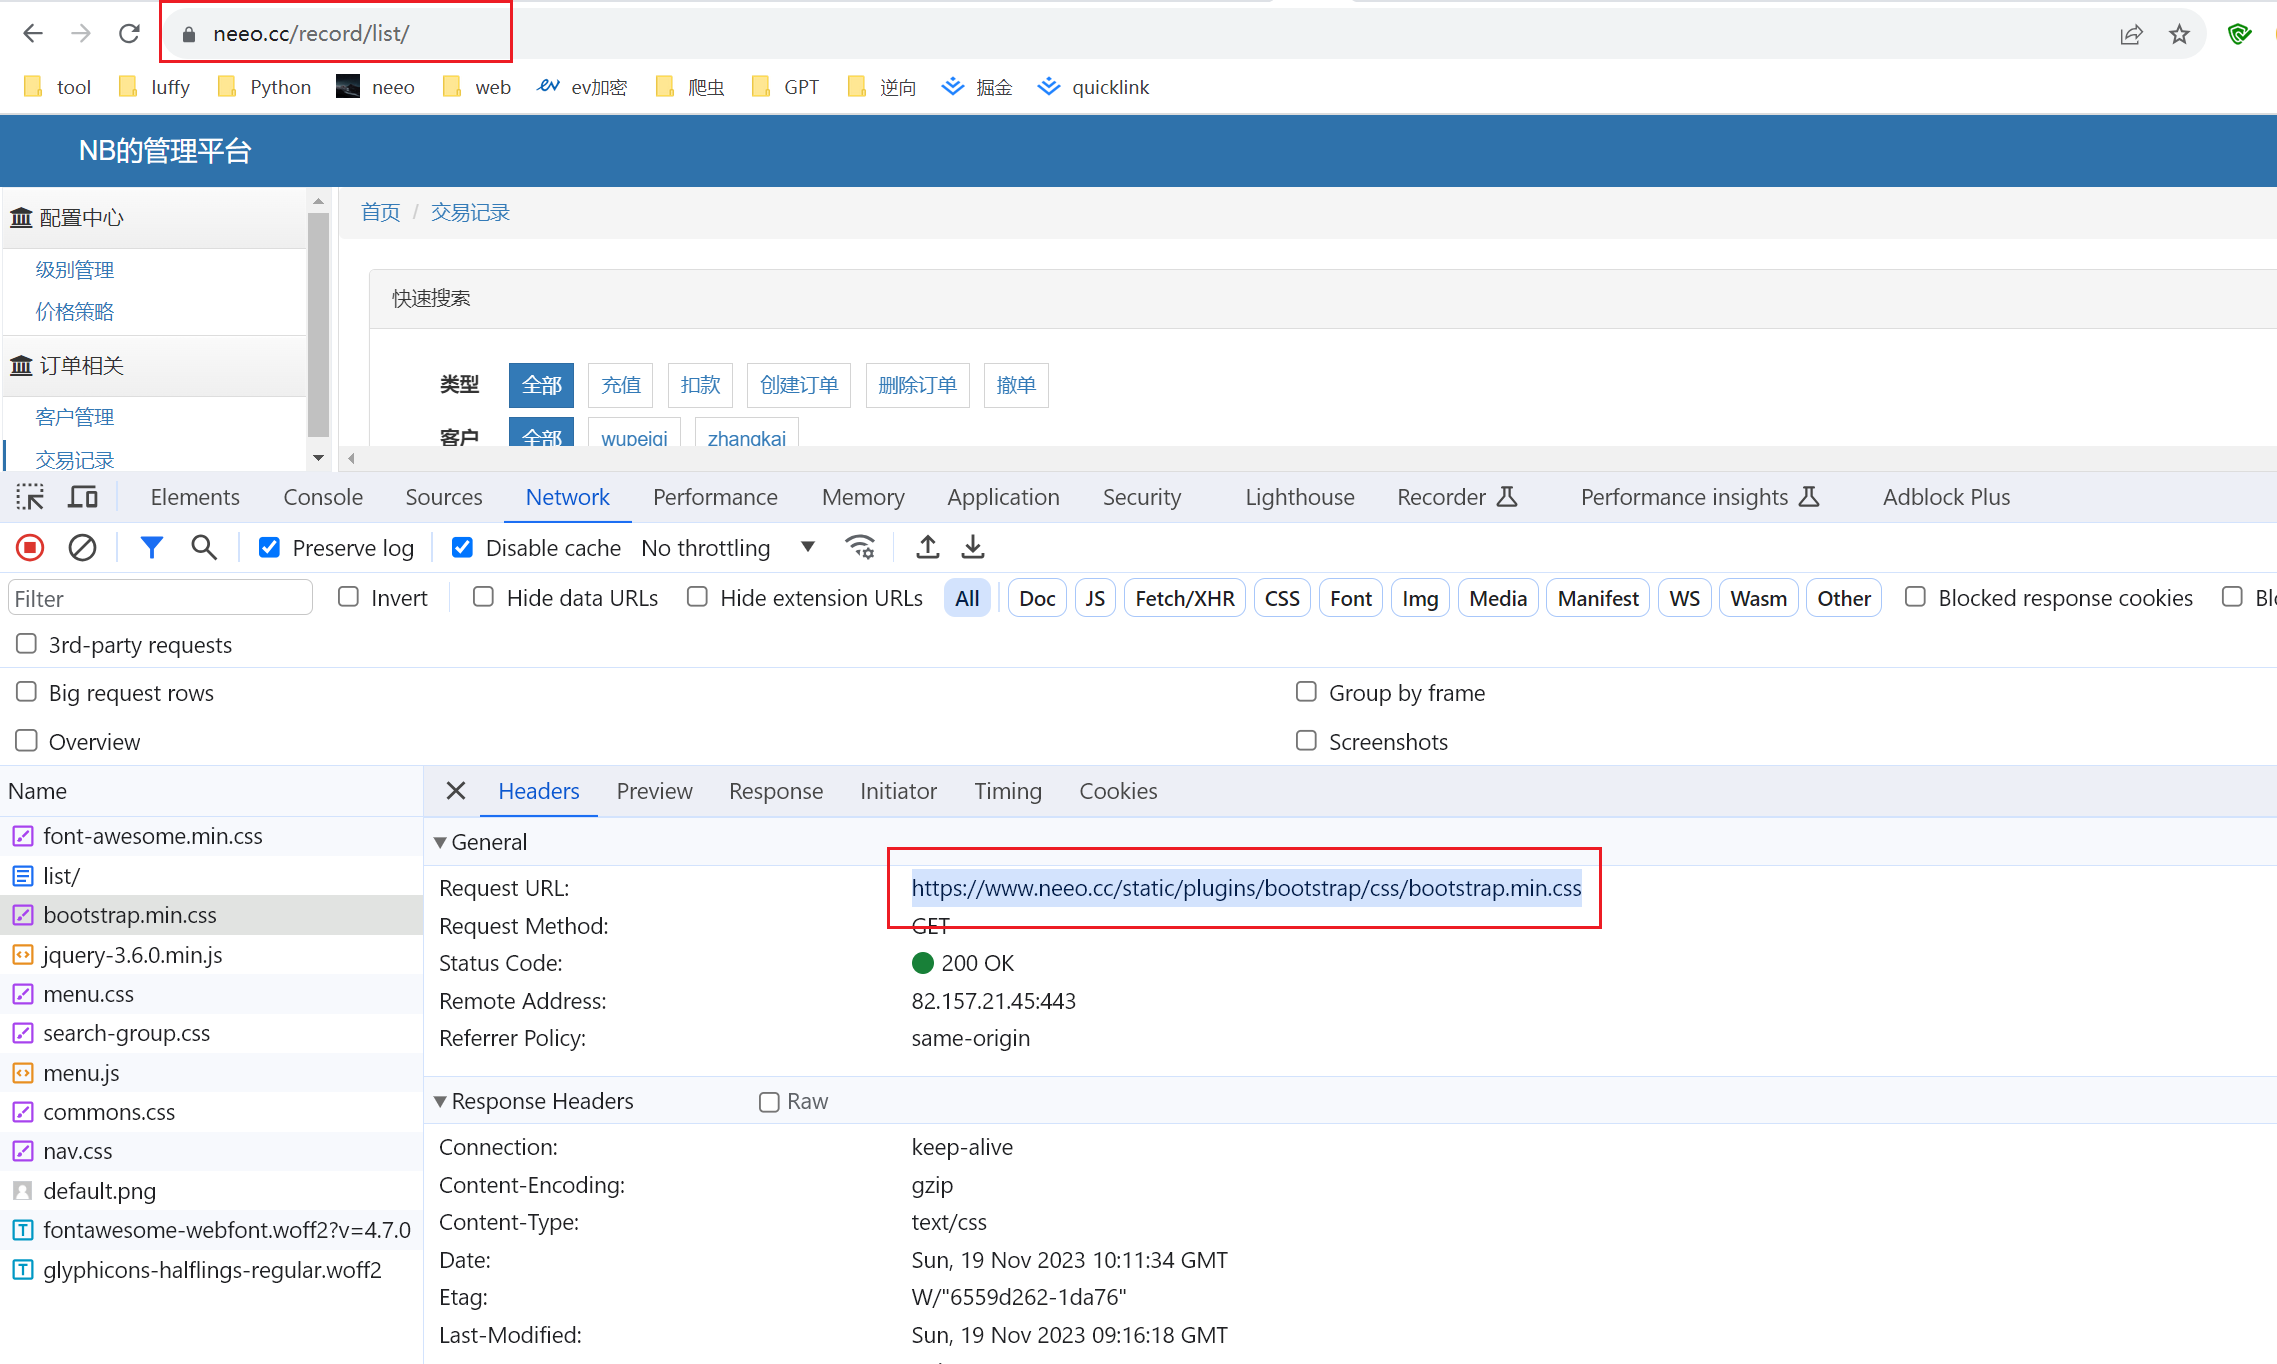 neeo.cc/record/list/
tool luffy Python neeo web ev加密 爬虫 GPT 逆向 掘金 quicklink
NB的管理平台
配置中心
级别管理
价格策略
订单相关
客户管理
交易记录
首页 / 交易记录
快速搜索
类型 全部 充值 扣款 创建订单 删除订单 撤单
客户 全部 wupeiqi zhangkai
Elements Console Sources Network Performance Memory Application Security Lighthouse Recorder Performance insights Adblock Plus
Preserve log Disable cache No throttling
Filter Invert Hide data URLs Hide extension URLs All Doc JS Fetch/XHR CSS Font Img Media Manifest WS Wasm Other Blocked response cookies
3rd-party requests
Big request rows Group by frame
Overview Screenshots
Name
font-awesome.min.css
list/
bootstrap.min.css
jquery-3.6.0.min.js
menu.css
search-group.css
menu.js
commons.css
nav.css
default.png
fontawesome-webfont.woff2?v=4.7.0
glyphicons-halflings-regular.woff2
Headers Preview Response Initiator Timing Cookies
General
Request URL: https://www.neeo.cc/static/plugins/bootstrap/css/bootstrap.min.css
Request Method: GET
Status Code: 200 OK
Remote Address: 82.157.21.45:443
Referrer Policy: same-origin
Response Headers Raw
Connection: keep-alive
Content-Encoding: gzip
Content-Type: text/css
Date: Sun, 19 Nov 2023 10:11:34 GMT
Etag: W/"6559d262-1da76"
Last-Modified: Sun, 19 Nov 2023 09:16:18 GMT